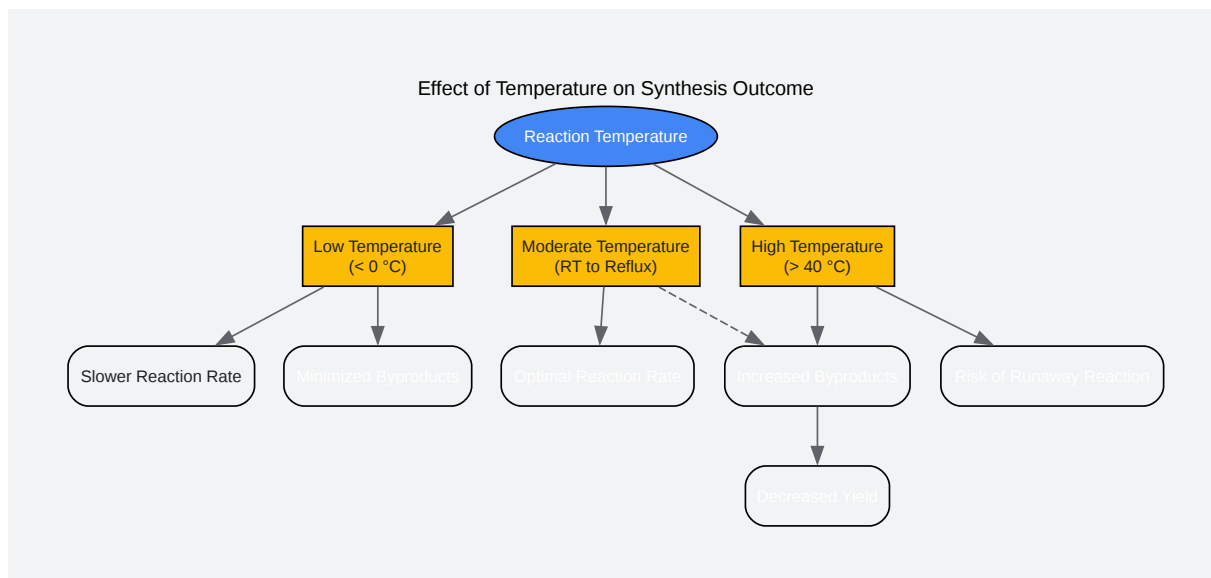 Effect of Temperature on Synthesis Outcome
Reaction Temperature
Low Temperature
(< 0 °C)
Moderate Temperature
(RT to Reflux)
High Temperature
(> 40 °C)
Slower Reaction Rate
Minimized Byproducts
Optimal Reaction Rate
Increased Byproducts
Risk of Runaway Reaction
Decreased Yield